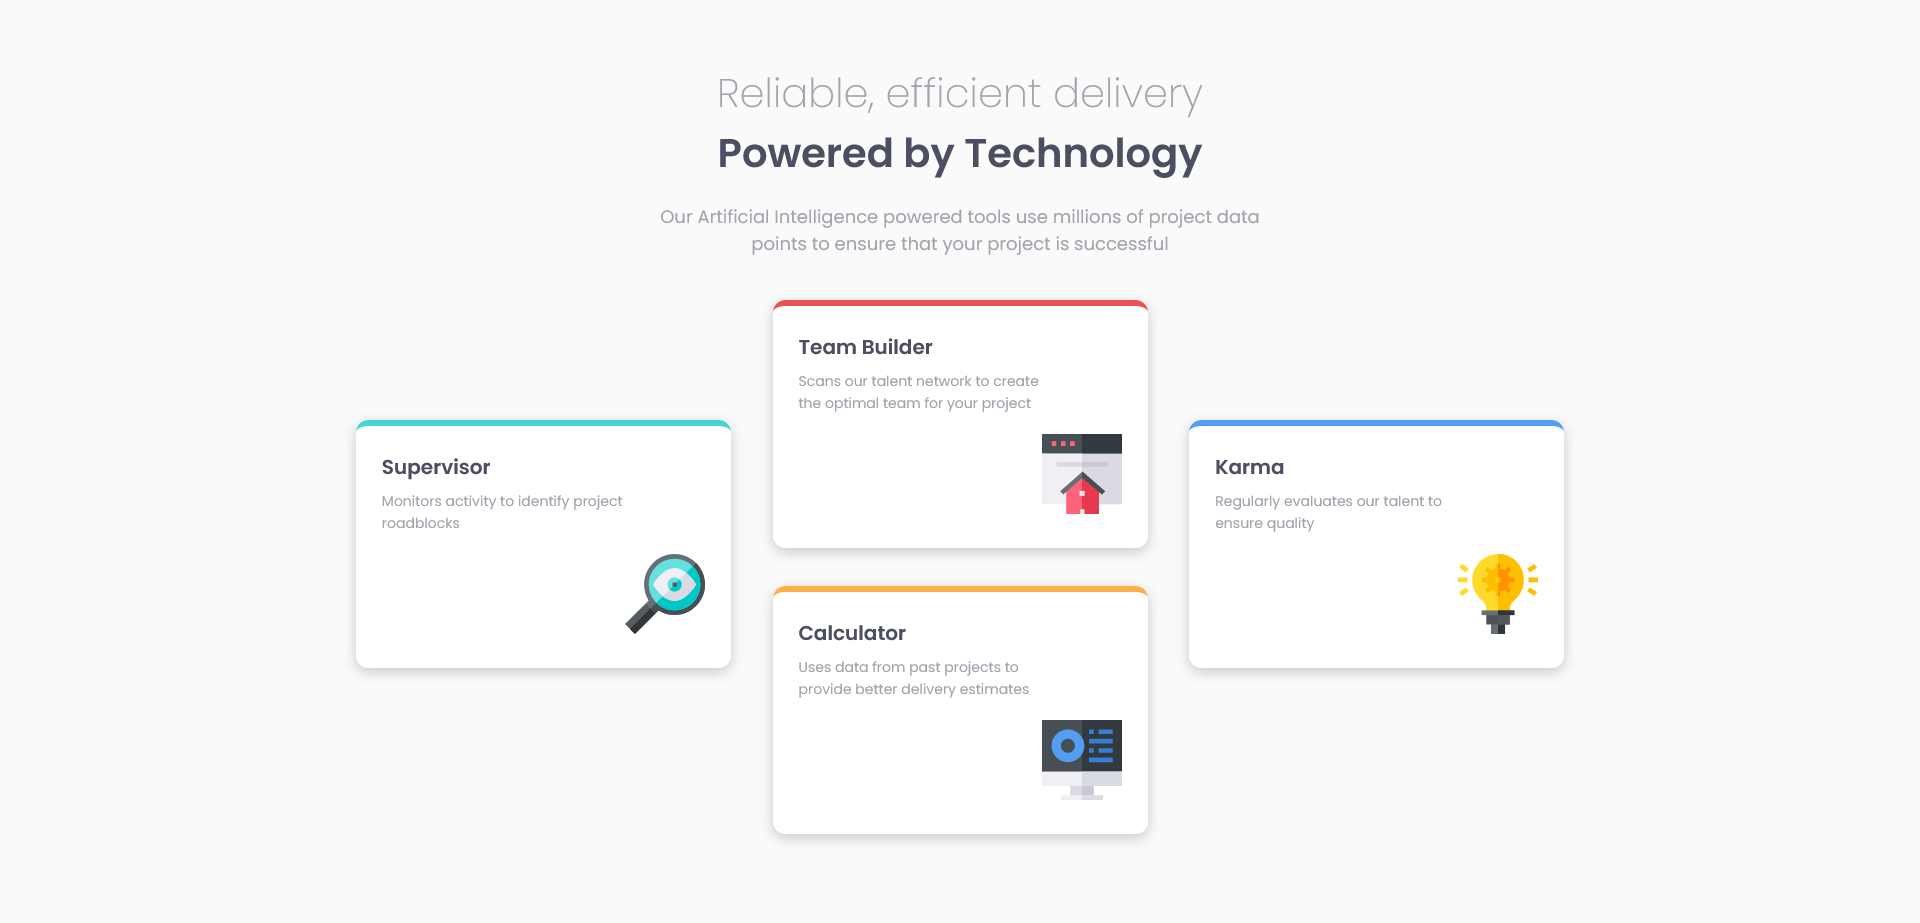 Reliable, efficient delivery
Powered by Technology
Our Artificial Intelligence powered tools use millions of project data
points to ensure that your project is successful
Team Builder
Scans our talent network to create
the optimal team for your project
Supervisor
Monitors activity to identify project
roadblocks
Karma
Regularly evaluates our talent to
ensure quality
Calculator
Uses data from past projects to
provide better delivery estimates